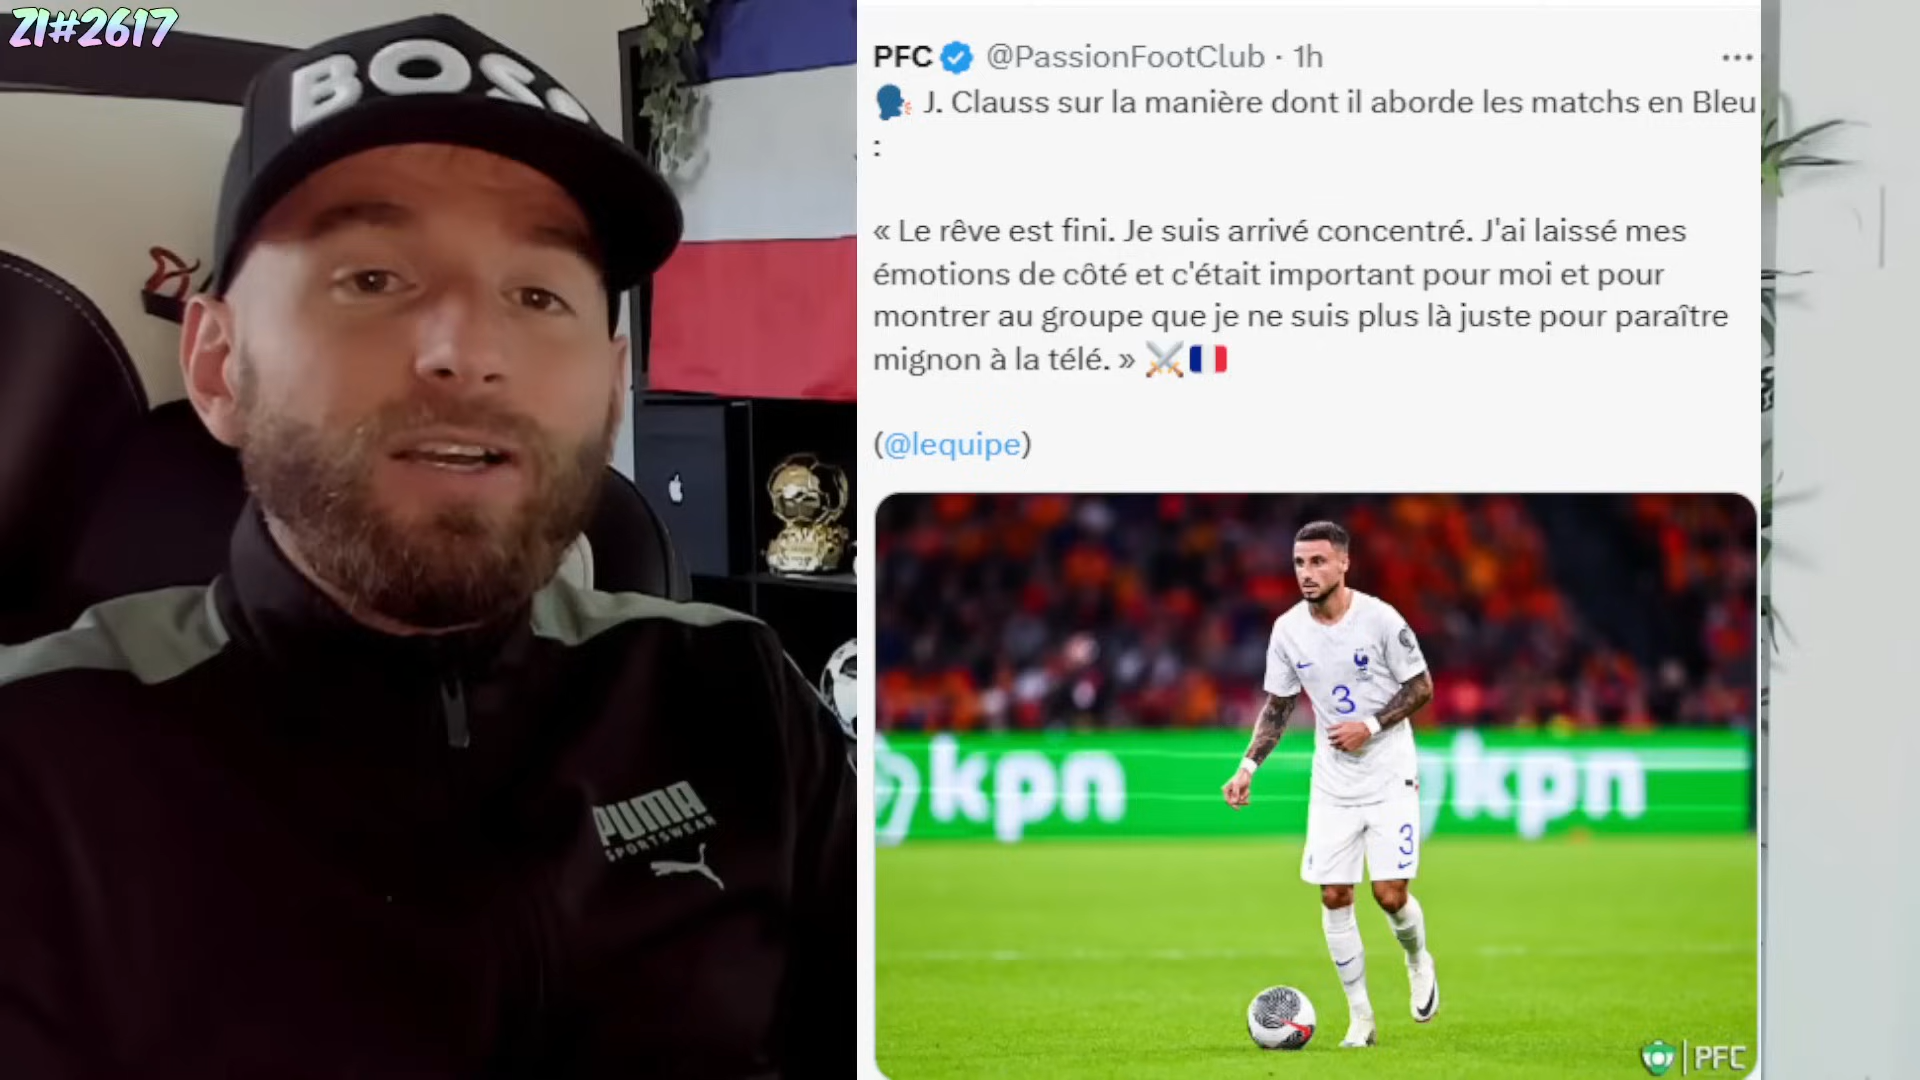 ZI#2617
BOSS
PUMA
SPORTSWEAR
PFC @PassionFootClub · 1h
J. Clauss sur la manière dont il aborde les matchs en Bleu
:
« Le rêve est fini. Je suis arrivé concentré. J'ai laissé mes
émotions de côté et c'était important pour moi et pour
montrer au groupe que je ne suis plus là juste pour paraître
mignon à la télé. »
(@lequipe)
3
kpn
kpn
3
PFC